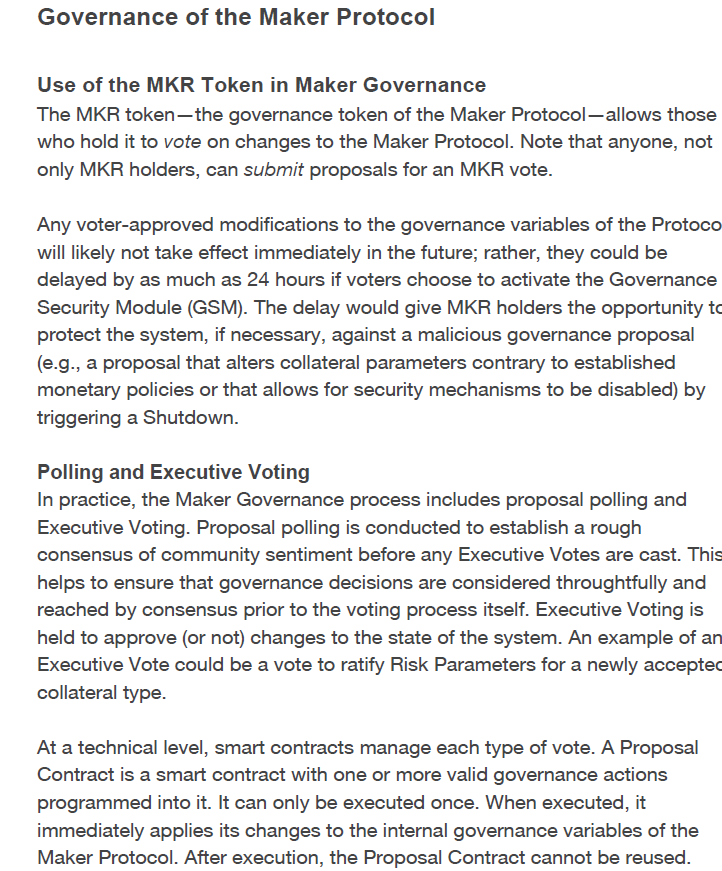 Governance of the Maker Protocol
Use of the MKR Token in Maker Governance
The MKR token—the governance token of the Maker Protocol—allows those
who hold it to vote on changes to the Maker Protocol. Note that anyone, not
only MKR holders, can submit proposals for an MKR vote.
Any voter-approved modifications to the governance variables of the Protoco
will likely not take effect immediately in the future; rather, they could be
delayed by as much as 24 hours if voters choose to activate the Governance
Security Module (GSM). The delay would give MKR holders the opportunity to
protect the system, if necessary, against a malicious governance proposal
(e.g., a proposal that alters collateral parameters contrary to established
monetary policies or that allows for security mechanisms to be disabled) by
triggering a Shutdown.
Polling and Executive Voting
In practice, the Maker Governance process includes proposal polling and
Executive Voting. Proposal polling is conducted to establish a rough
consensus of community sentiment before any Executive Votes are cast. This
helps to ensure that governance decisions are considered throughtfully and
reached by consensus prior to the voting process itself. Executive Voting is
held to approve (or not) changes to the state of the system. An example of an
Executive Vote could be a vote to ratify Risk Parameters for a newly accepted
collateral type.
At a technical level, smart contracts manage each type of vote. A Proposal
Contract is a smart contract with one or more valid governance actions
programmed into it. It can only be executed once. When executed, it
immediately applies its changes to the internal governance variables of the
Maker Protocol. After execution, the Proposal Contract cannot be reused.